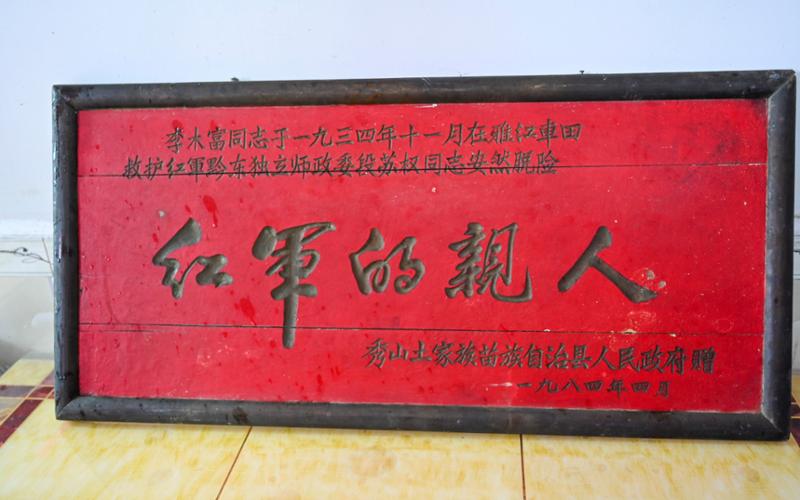 李木富同志于一九三四年十一月在雅红車田
救护红軍黔东独立师政委段苏权同志安然脱险
红軍的親人
秀山土家族苗族自治县人民政府赠
一九八四年四月